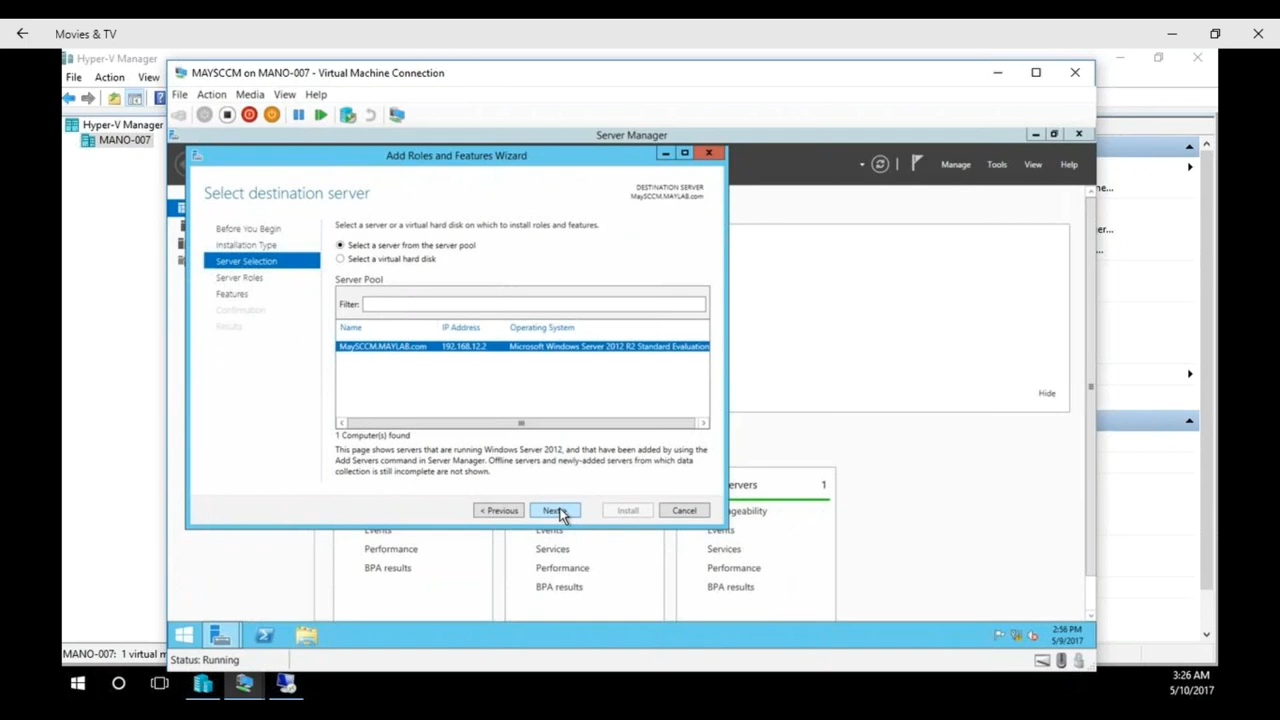 Movies & TV
Hyper-V Manager
File Action View
Hyper-V Manager
MANO-007
MAYSCCM on MANO-007 - Virtual Machine Connection
File Action Media View Help
Server Manager
Manage Tools View Help
Add Roles and Features Wizard
Select destination server
DESTINATION SERVER
MaySCCM.MAYLAB.com
Before You Begin
Installation Type
Server Selection
Server Roles
Features
Confirmation
Results
Select a server or a virtual hard disk on which to install roles and features.
Select a server from the server pool
Select a virtual hard disk
Server Pool
Filter:
Name IP Address Operating System
MaySCCM.MAYLAB.com 192.168.12.2 Microsoft Windows Server 2012 R2 Standard Evaluation
1 Computer(s) found
This page shows servers that are running Windows Server 2012, and that have been added by using the
Add Servers command in Server Manager. Offline servers and newly-added servers from which data
collection is still incomplete are not shown.
< Previous Next > Install Cancel
Hide
ervers 1
ageability
Events
Performance
BPA results
Events
Services
Performance
BPA results
Events
Services
Performance
BPA results
ne...
er...
...
2:56 PM
5/9/2017
MANO-007: 1 virtual m
Status: Running
3:26 AM
5/10/2017